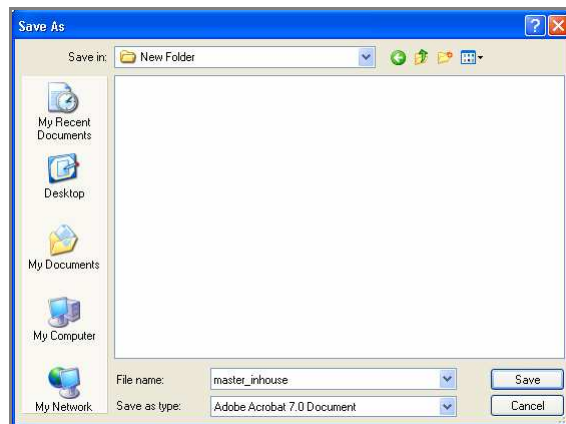 Save As
Save in:
New Folder
My Recent
Documents
Desktop
My Documents
My Computer
My Network
File name:
master_inhouse
Save
Save as type:
Adobe Acrobat 7.0 Document
Cancel